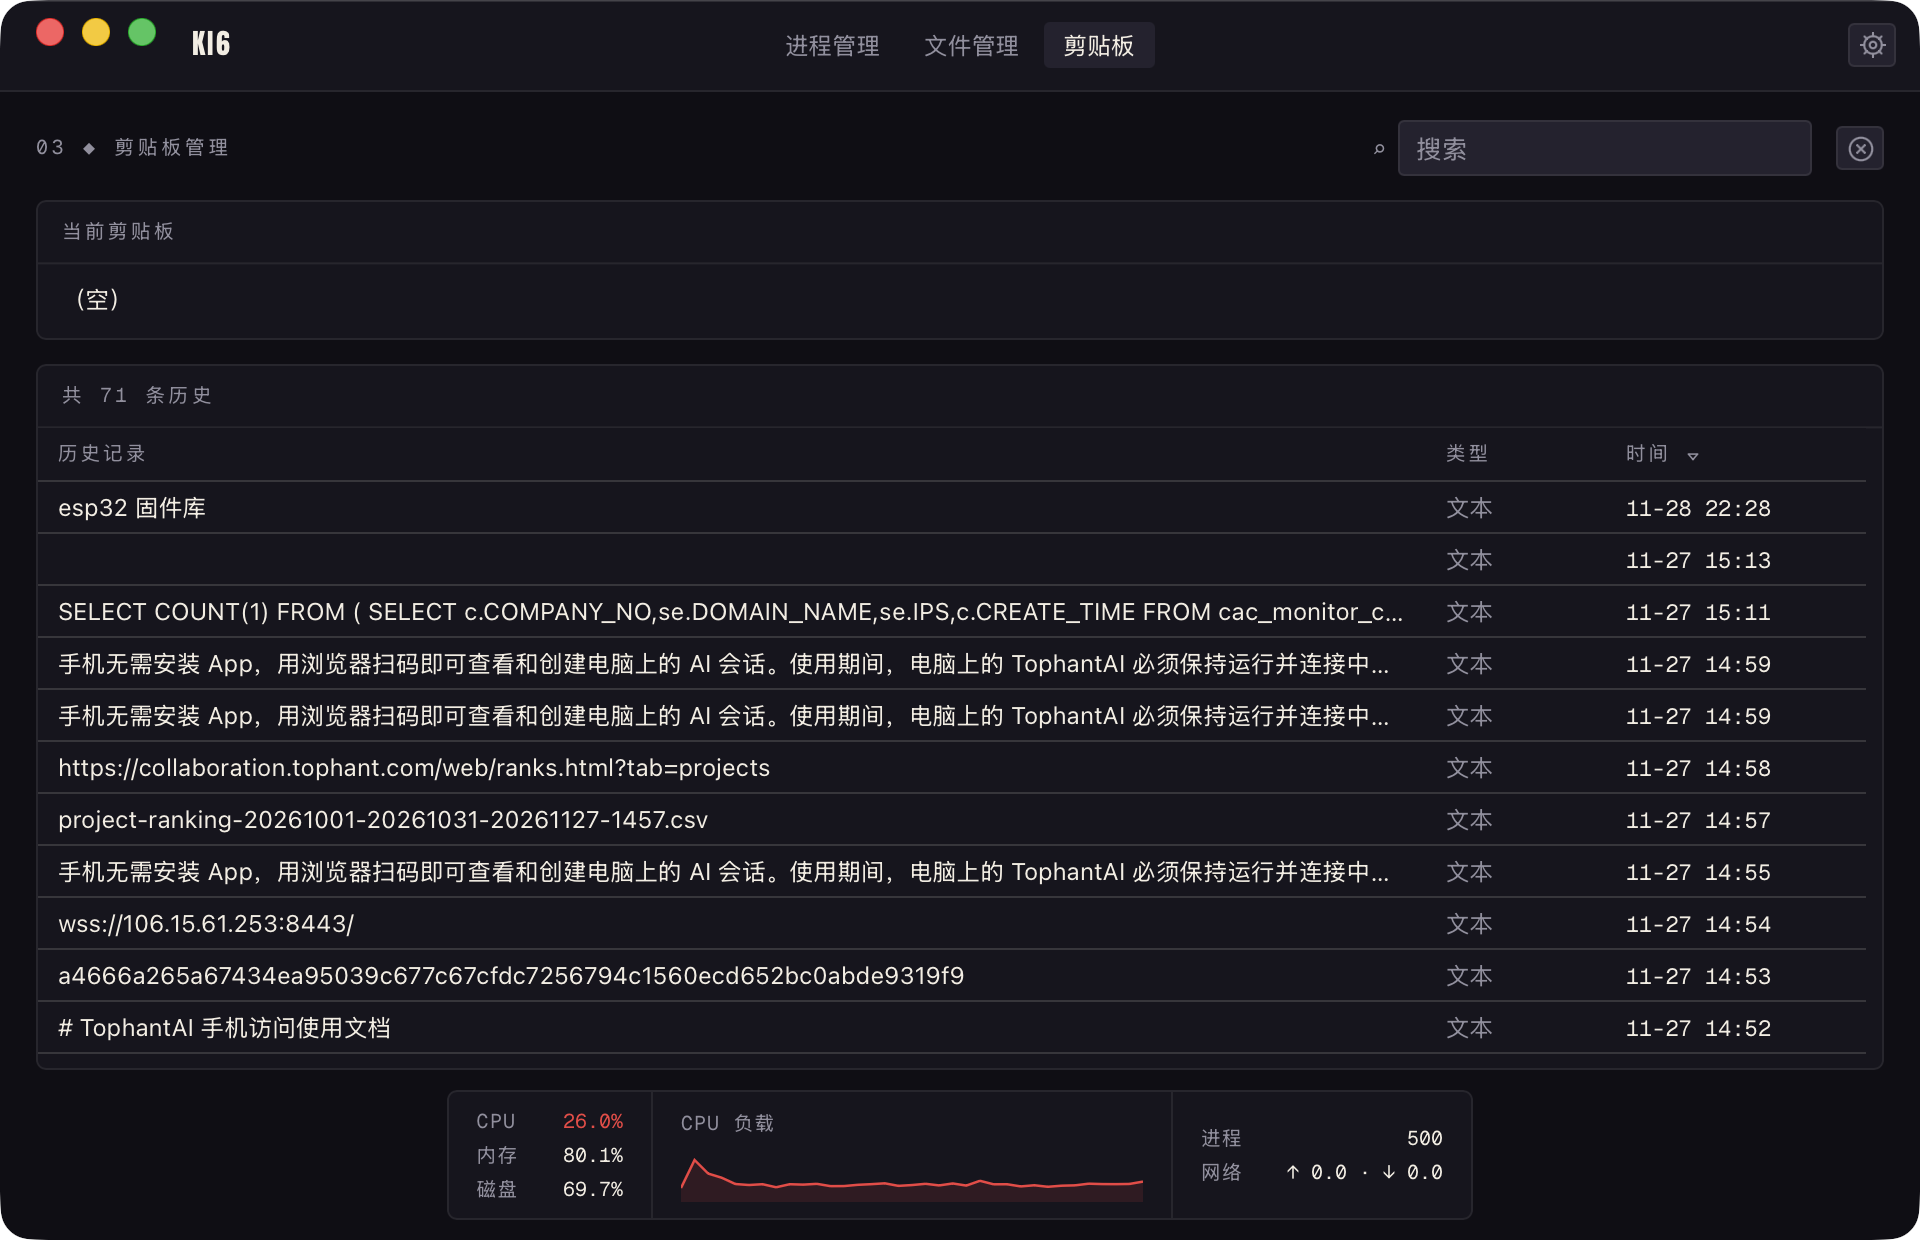 KI6
进程管理 文件管理 剪贴板
03 ◆ 剪贴板管理
搜索
当前剪贴板
(空)
共 71 条历史
历史记录 类型 时间 ▽
esp32 固件库 文本 11-28 22:28
文本 11-27 15:13
SELECT COUNT(1) FROM ( SELECT c.COMPANY_NO,se.DOMAIN_NAME,se.IPS,c.CREATE_TIME FROM cac_monitor_c... 文本 11-27 15:11
手机无需安装 App，用浏览器扫码即可查看和创建电脑上的 AI 会话。使用期间，电脑上的 TophantAI 必须保持运行并连接中... 文本 11-27 14:59
手机无需安装 App，用浏览器扫码即可查看和创建电脑上的 AI 会话。使用期间，电脑上的 TophantAI 必须保持运行并连接中... 文本 11-27 14:59
https://collaboration.tophant.com/web/ranks.html?tab=projects 文本 11-27 14:58
project-ranking-20261001-20261031-20261127-1457.csv 文本 11-27 14:57
手机无需安装 App，用浏览器扫码即可查看和创建电脑上的 AI 会话。使用期间，电脑上的 TophantAI 必须保持运行并连接中... 文本 11-27 14:55
wss://106.15.61.253:8443/ 文本 11-27 14:54
a4666a265a67434ea95039c677c67cfdc7256794c1560ecd652bc0abde9319f9 文本 11-27 14:53
# TophantAI 手机访问使用文档 文本 11-27 14:52
CPU 26.0%
内存 80.1%
磁盘 69.7%
CPU 负载
进程 500
网络 ↑ 0.0 · ↓ 0.0